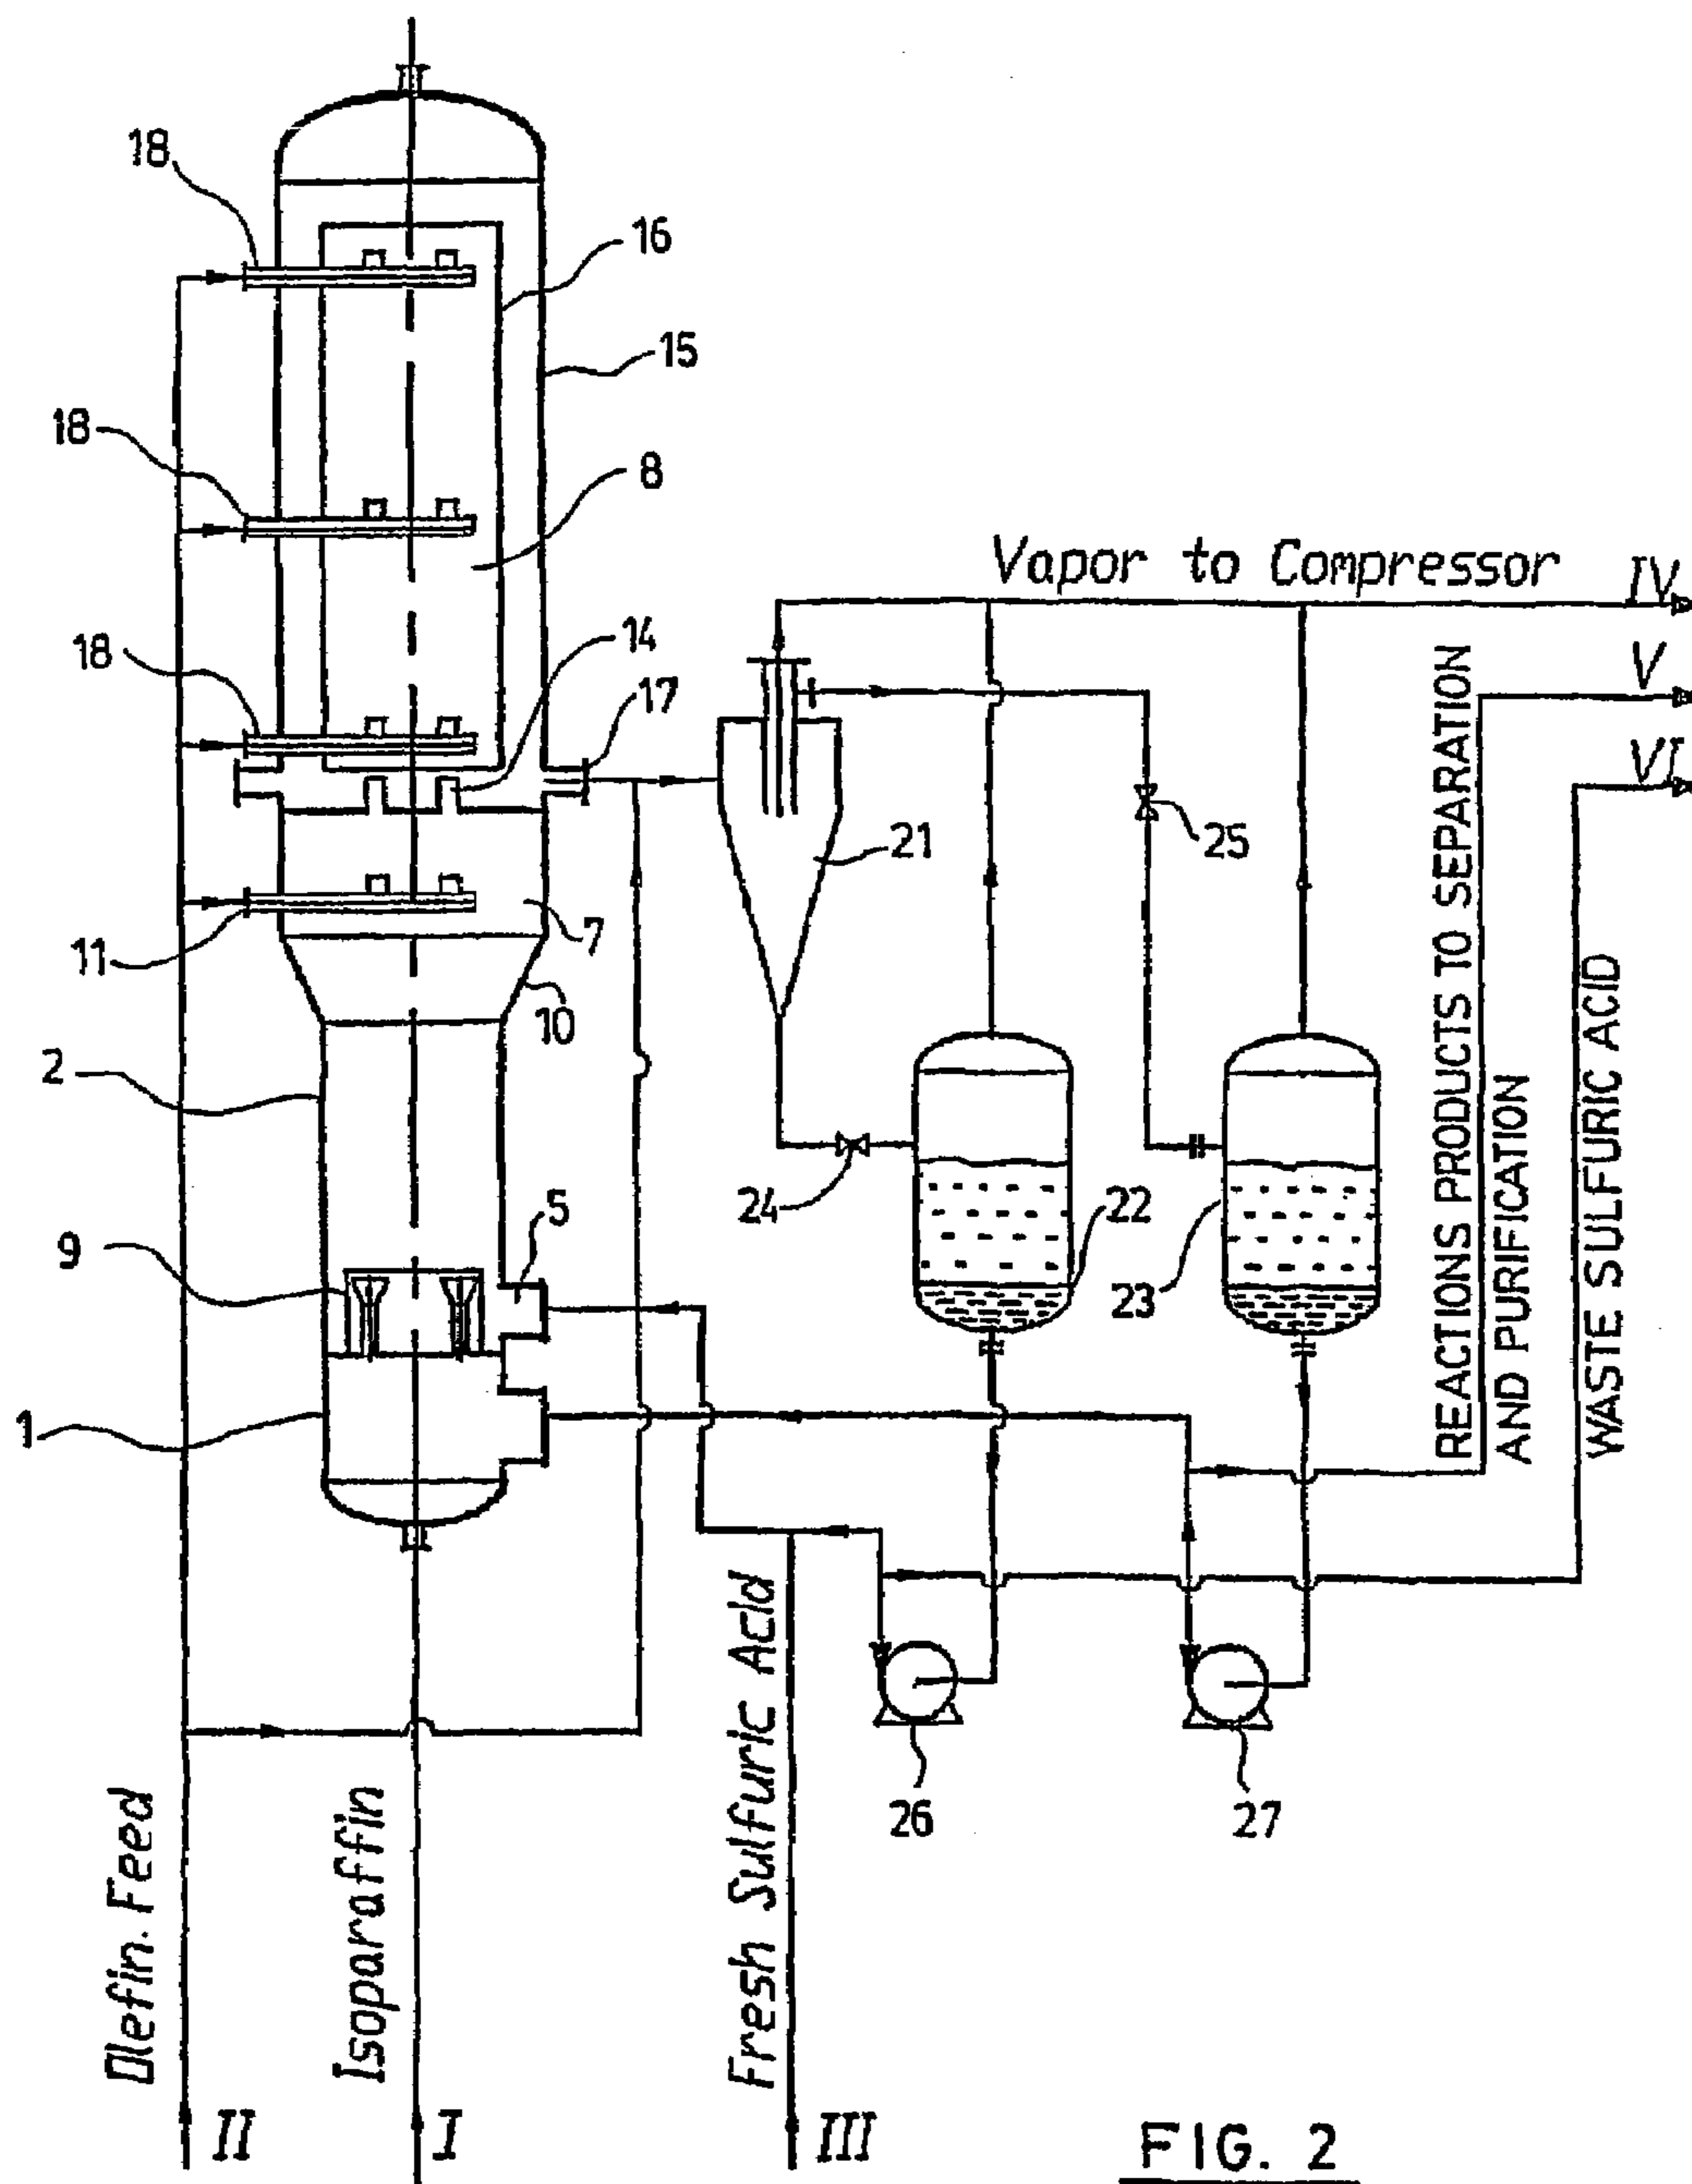 18
16
15
18
8
Vapor to Compressor
IV
14
18
17
V
VI
21
25
11
7
10
REACTIONS PRODUCTS TO SEPARATION
AND PURIFICATION
WASTE SULFURIC ACID
2
24
5
22
9
23
1
26
27
Olefin. Feed
Isoparaffin
Fresh Sulfuric Acid
II
I
III
FIG. 2